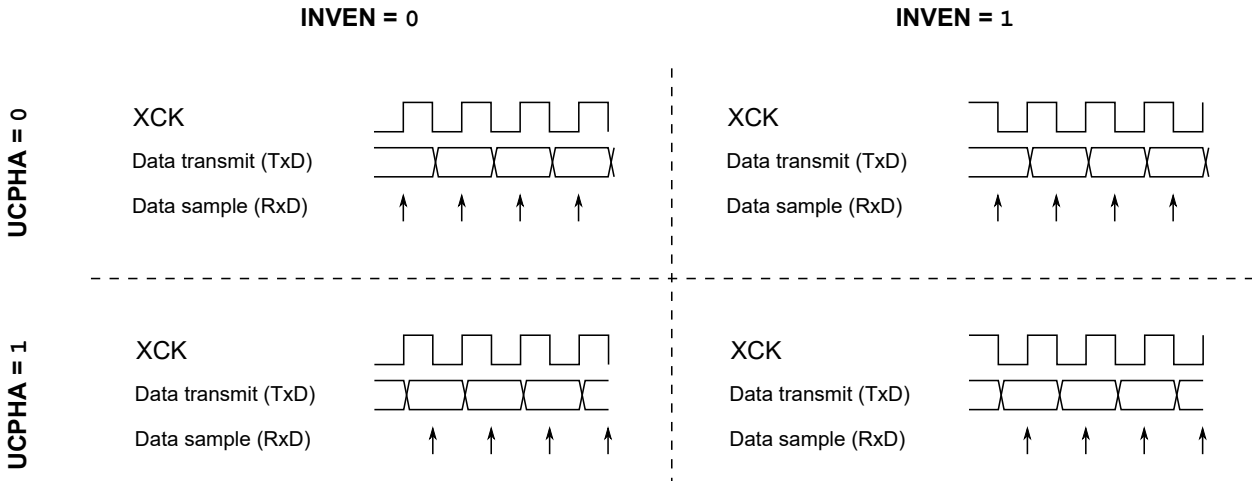 INVEN = 0
INVEN = 1
UCPHA = 0
XCK
Data transmit (TxD)
Data sample (RxD)
XCK
Data transmit (TxD)
Data sample (RxD)
UCPHA = 1
XCK
Data transmit (TxD)
Data sample (RxD)
XCK
Data transmit (TxD)
Data sample (RxD)